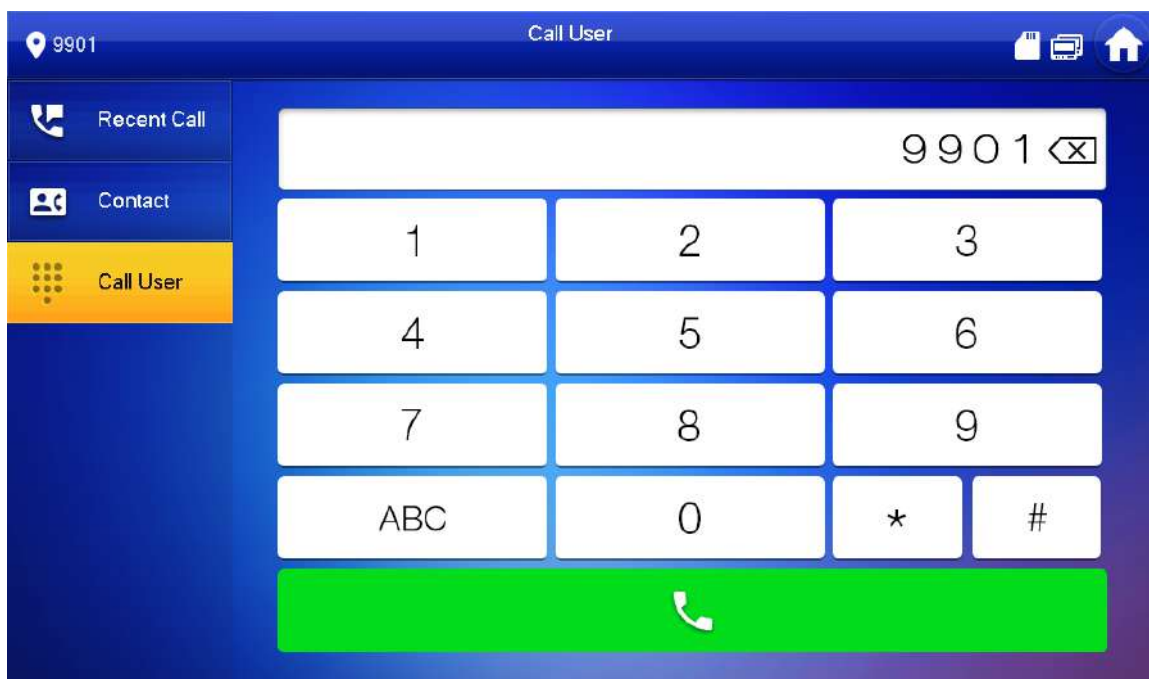 9901
Call User
Recent Call
Contact
Call User
9901
1 2 3
4 5 6
7 8 9
ABC 0 * #